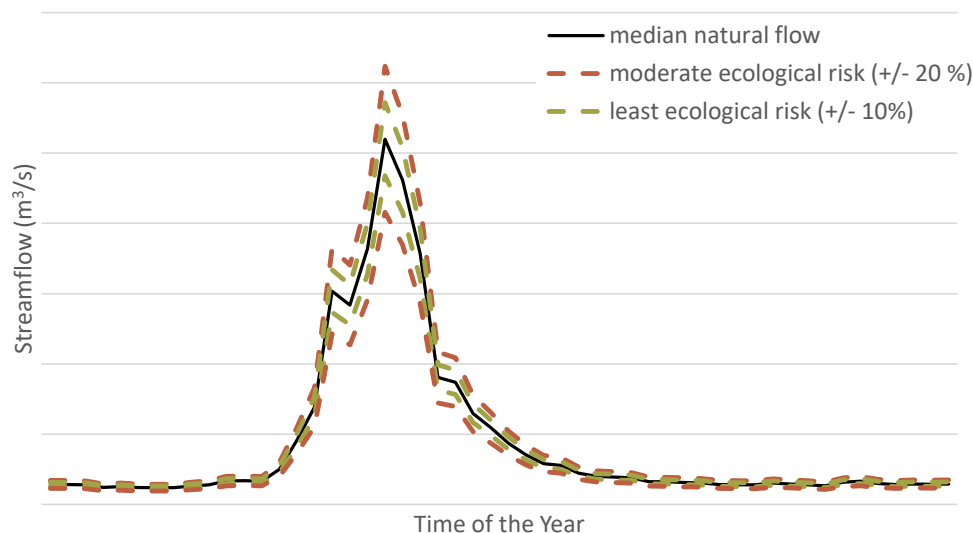 median natural flow
moderate ecological risk (+/- 20 %)
least ecological risk (+/- 10%)
Streamflow (m³/s)
Time of the Year